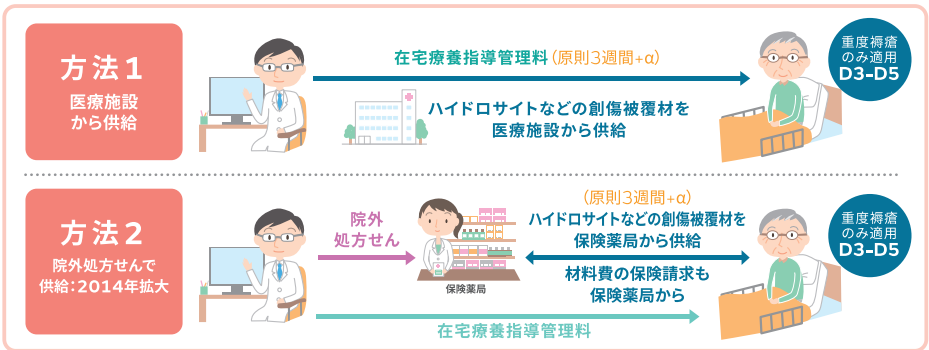 方法1
医療施設
から供給
在宅療養指導管理料(原則3週間+α)
ハイドロサイトなどの創傷被覆材を
医療施設から供給
重度褥瘡
のみ適用
D3-D5
方法2
院外処方せんで
供給:2014年拡大
院外
処方せん
保険薬局
(原則3週間+α)
ハイドロサイトなどの創傷被覆材を
保険薬局から供給
材料費の保険請求も
保険薬局から
在宅療養指導管理料
重度褥瘡
のみ適用
D3-D5